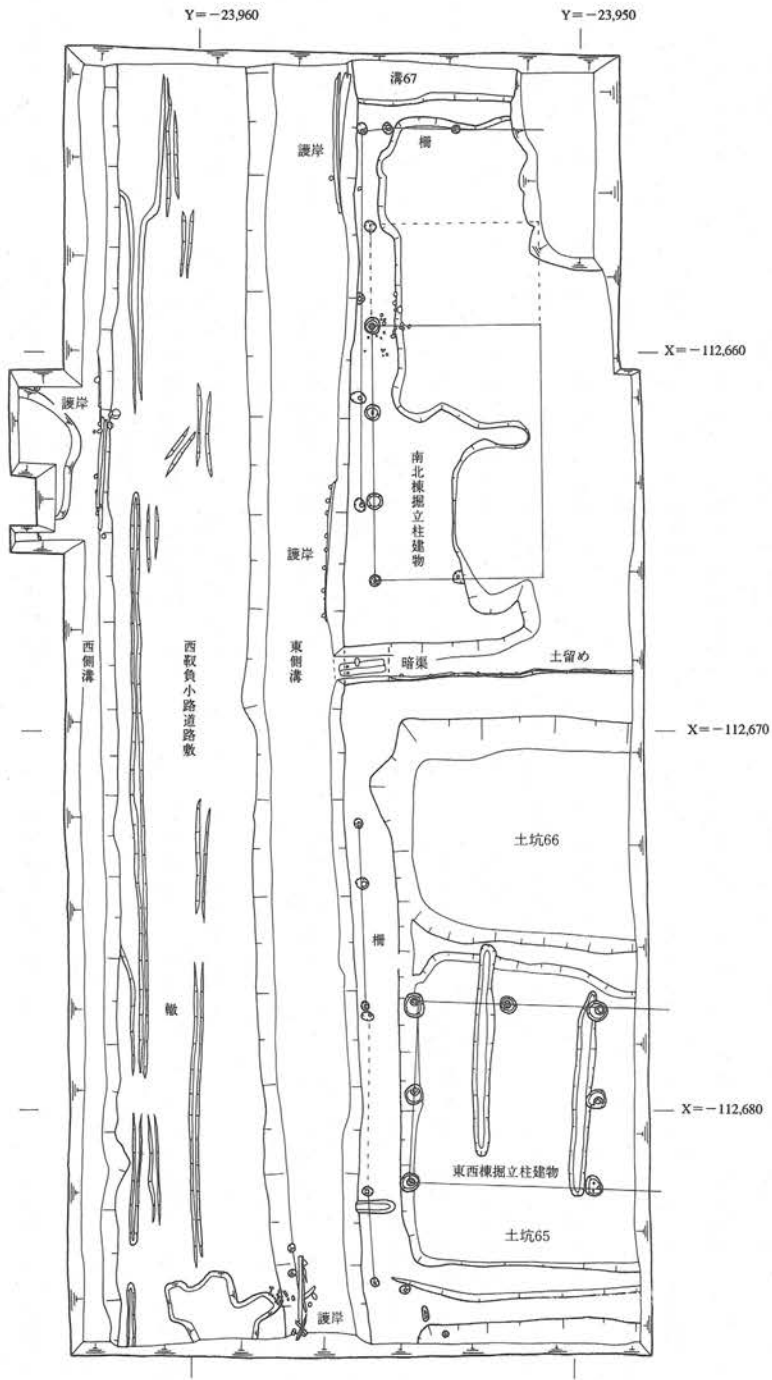 Y=-23,960
Y=-23,950
溝67
護岸
柵
X=-112,660
護岸
南北棟掘立柱建物
護岸
西側溝
西靱負小路道路敷
東側溝
暗渠
土留め
X=-112,670
土坑66
柵
轍
X=-112,680
東西棟掘立柱建物
土坑65
護岸